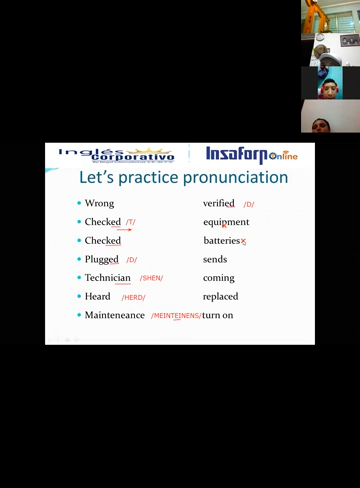 Inglés Corporativo
Insaforp Online
Let's practice pronunciation
• Wrong verified /D/
• Checked /T/ equipment
• Checked batteries
• Plugged /D/ sends
• Technician /SHEN/ coming
• Heard /HERD/ replaced
• Mainteneance /MEINTEINENS/ turn on